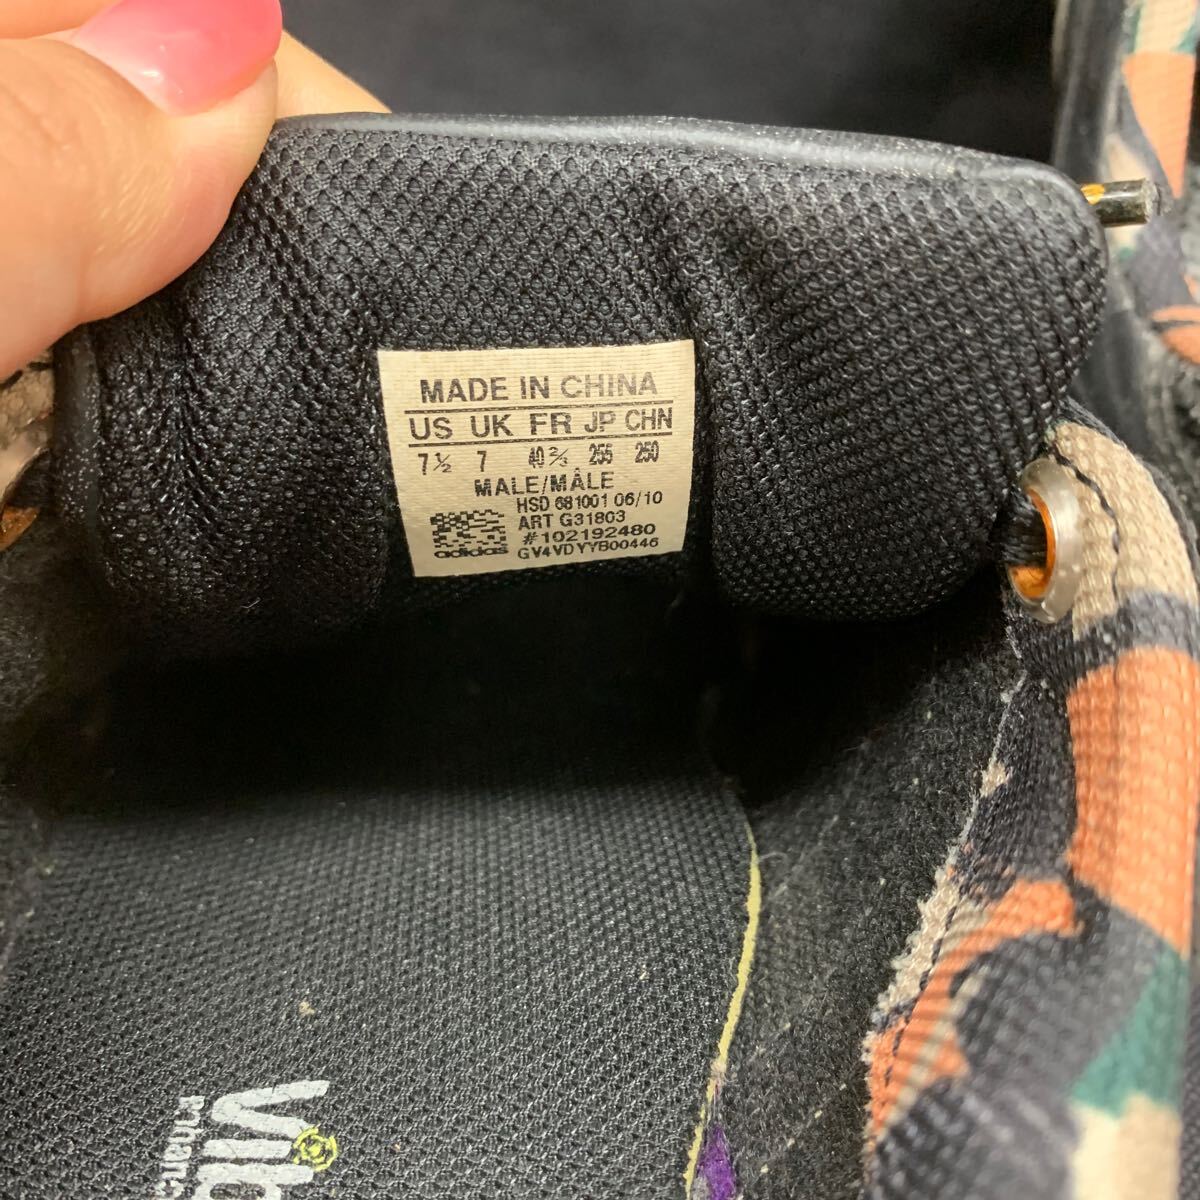 MADE IN CHINA
US UK FR JP CHN
7½ 7 40⅔ 255 250
MALE/MÂLE
HSD 681001 06/10
ART G31803
#102192480
adidas GV4VDYYB00446